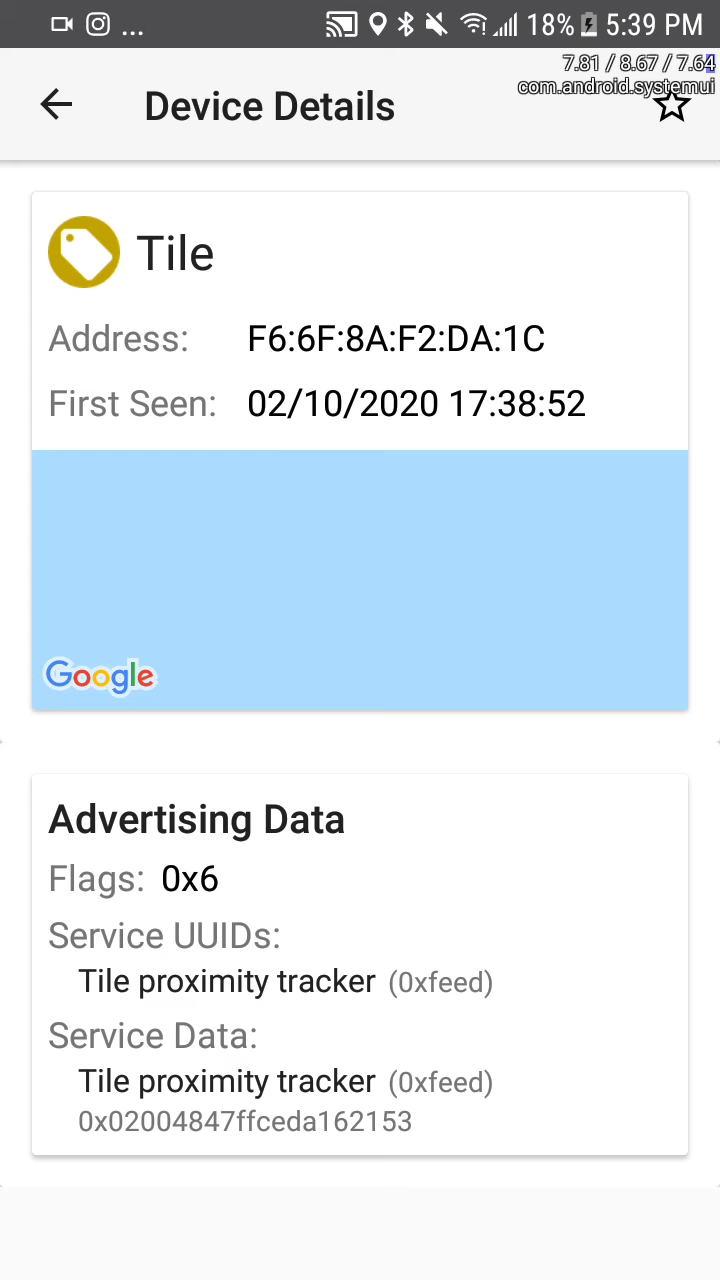 ... 18% 5:39 PM
7.81 / 8.67 / 7.64
com.android.systemui
Device Details
Tile
Address: F6:6F:8A:F2:DA:1C
First Seen: 02/10/2020 17:38:52
Google
Advertising Data
Flags: 0x6
Service UUIDs:
Tile proximity tracker (0xfeed)
Service Data:
Tile proximity tracker (0xfeed)
0x02004847ffceda162153